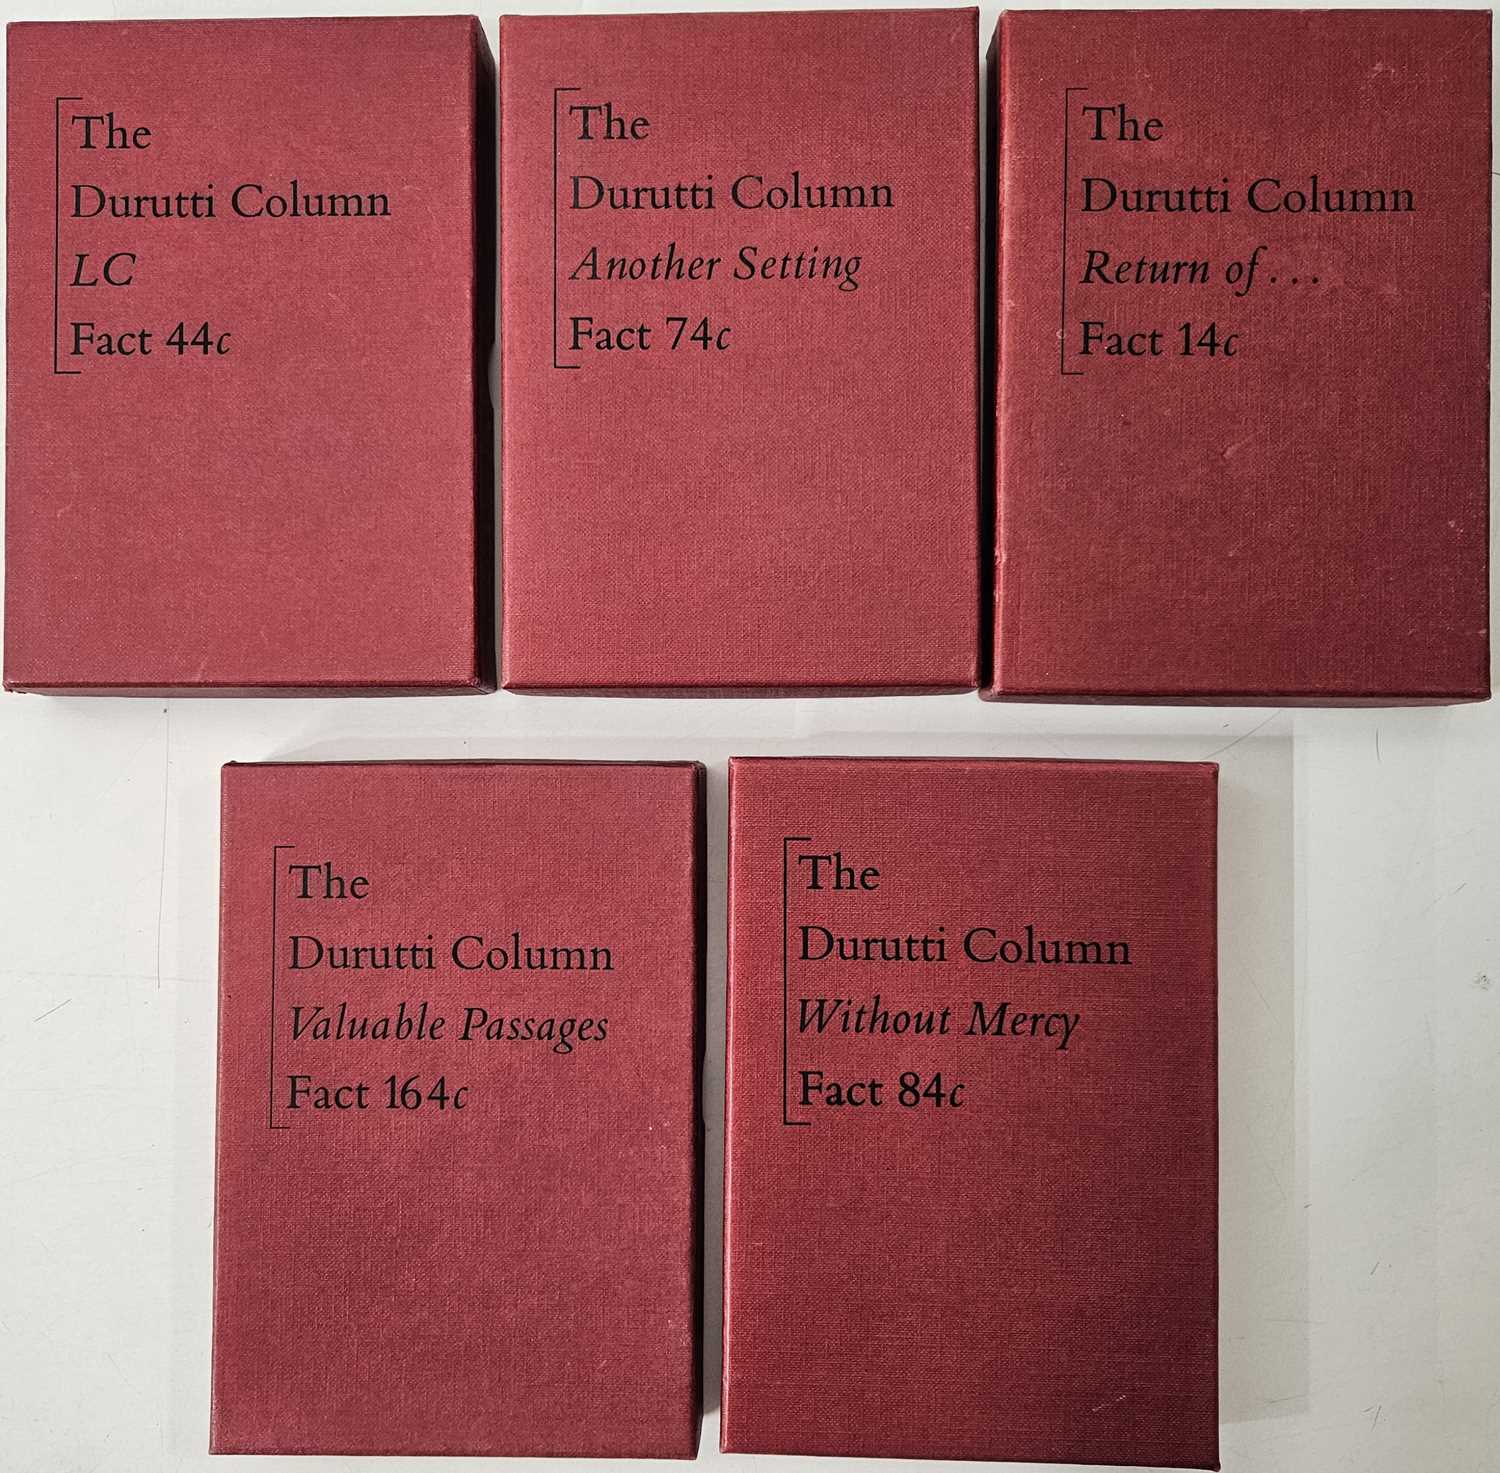 The
Durutti Column
LC
Fact 44c
The
Durutti Column
Another Setting
Fact 74c
The
Durutti Column
Return of . . .
Fact 14c
The
Durutti Column
Valuable Passages
Fact 164c
The
Durutti Column
Without Mercy
Fact 84c